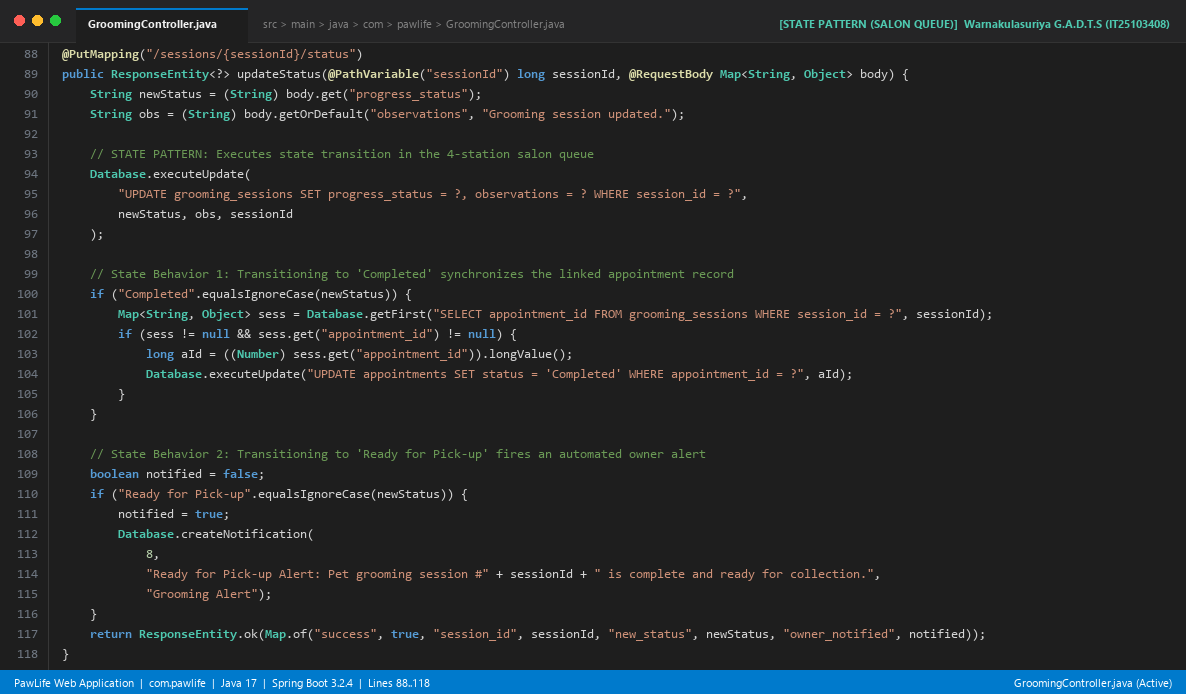 GroomingController.java src > main > java > com > pawlife > GroomingController.java [STATE PATTERN (SALON QUEUE)] Warnakulasuriya G.A.D.T.S (IT25103408)
88 @PutMapping("/sessions/{sessionId}/status")
89 public ResponseEntity<?> updateStatus(@PathVariable("sessionId") long sessionId, @RequestBody Map<String, Object> body) {
90     String newStatus = (String) body.get("progress_status");
91     String obs = (String) body.getOrDefault("observations", "Grooming session updated.");
92
93     // STATE PATTERN: Executes state transition in the 4-station salon queue
94     Database.executeUpdate(
95         "UPDATE grooming_sessions SET progress_status = ?, observations = ? WHERE session_id = ?",
96         newStatus, obs, sessionId
97     );
98
99     // State Behavior 1: Transitioning to 'Completed' synchronizes the linked appointment record
100     if ("Completed".equalsIgnoreCase(newStatus)) {
101         Map<String, Object> sess = Database.getFirst("SELECT appointment_id FROM grooming_sessions WHERE session_id = ?", sessionId);
102         if (sess != null && sess.get("appointment_id") != null) {
103             long aId = ((Number) sess.get("appointment_id")).longValue();
104             Database.executeUpdate("UPDATE appointments SET status = 'Completed' WHERE appointment_id = ?", aId);
105         }
106     }
107
108     // State Behavior 2: Transitioning to 'Ready for Pick-up' fires an automated owner alert
109     boolean notified = false;
110     if ("Ready for Pick-up".equalsIgnoreCase(newStatus)) {
111         notified = true;
112         Database.createNotification(
113             8,
114             "Ready for Pick-up Alert: Pet grooming session #" + sessionId + " is complete and ready for collection.",
115             "Grooming Alert");
116     }
117     return ResponseEntity.ok(Map.of("success", true, "session_id", sessionId, "new_status", newStatus, "owner_notified", notified));
118 }
PawLife Web Application | com.pawlife | Java 17 | Spring Boot 3.2.4 | Lines 88..118 GroomingController.java (Active)